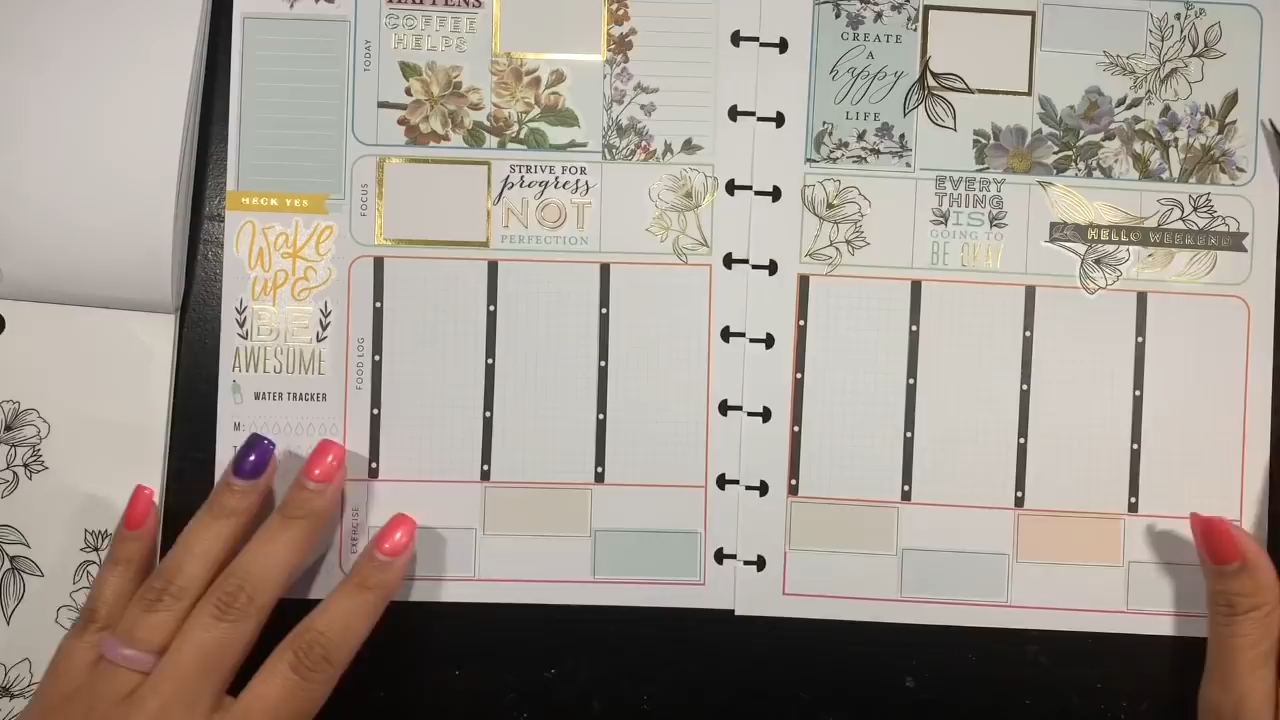 HAPPENS
COFFEE
HELPS
TODAY
HECK YES
wake
up &
BE
AWESOME
WATER TRACKER
M:
T
FOCUS
STRIVE FOR
progress
NOT
PERFECTION
FOOD LOG
EXERCISE
CREATE
A
happy
LIFE
EVERY
THING
IS
GOING TO
BE OKAY
HELLO WEEKEND